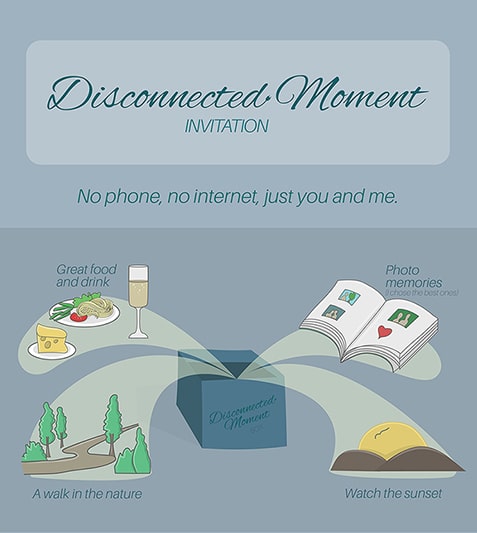 Disconnected Moment
INVITATION
No phone, no internet, just you and me.
Great food
and drink
Photo
memories
(I chose the best ones)
Disconnected
Moment
BOX
A walk in the nature
Watch the sunset